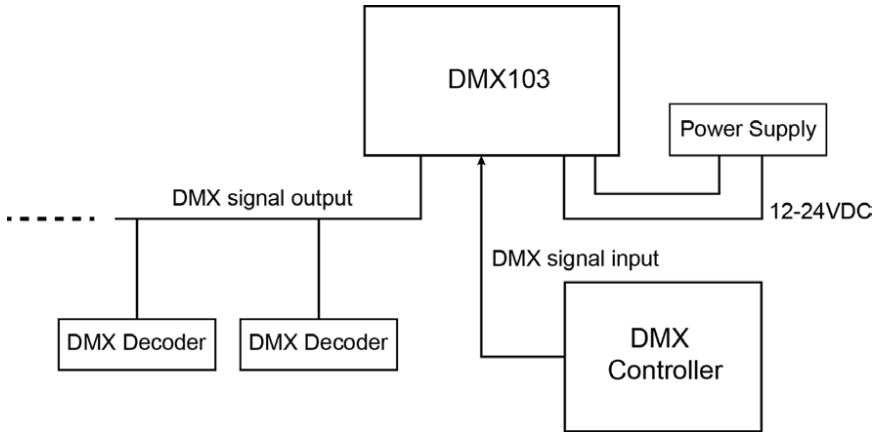 DMX103
Power Supply
DMX signal output
12-24VDC
DMX signal input
DMX Decoder
DMX Decoder
DMX
Controller